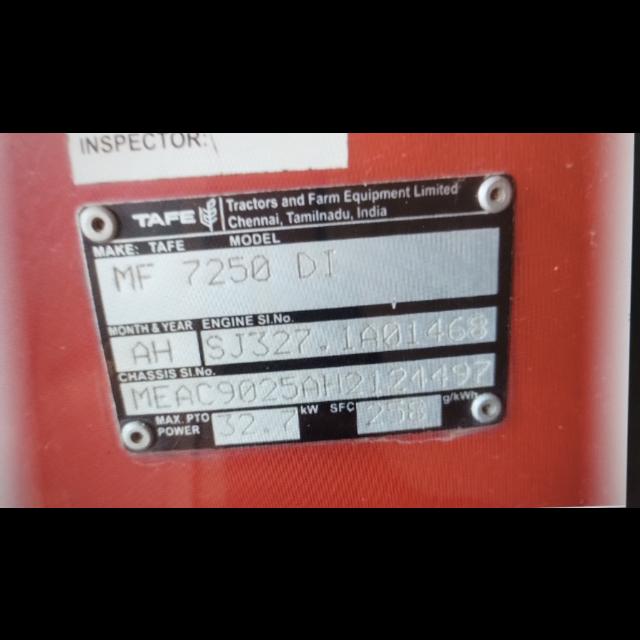 INSPECTOR:
TAFE
Tractors and Farm Equipment Limited
Chennai, Tamilnadu, India
MAKE: TAFE MODEL
MF 7250 DI
MONTH & YEAR ENGINE Sl.No.
AH SJ327.1A01468
CHASSIS Sl.No.
MEAC9025AH2124497
MAX. PTO POWER 32.7 kW SFC 258 g/kWh